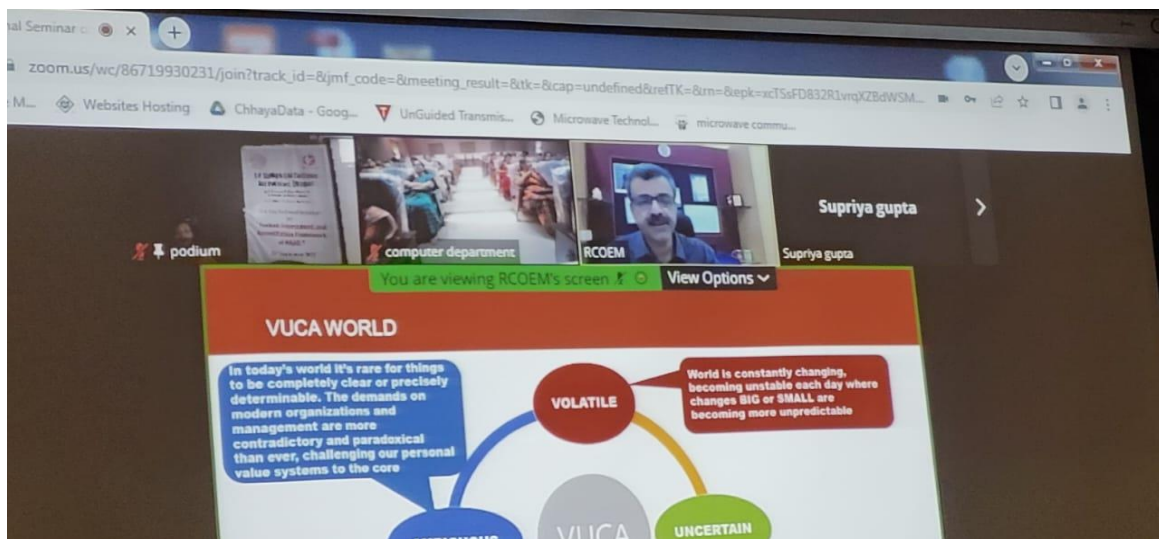 nal Seminar
zoom.us/wc/86719930231/join?track_id=&jmf_code=&meeting_result=&tk=&cap=undefined&refTK=&rn=&epk=xcTSsFD832R1vrqXZBdWSM...
M...
Websites Hosting
ChhayaData - Goog...
UnGuided Transmis...
Microwave Technol...
microwave commu...
podium
computer department
RCOEM
Supriya gupta
Supriya gupta
You are viewing RCOEM's screen
View Options
VUCA WORLD
In today's world it's rare for things
to be completely clear or precisely
determinable. The demands on
modern organizations and
management are more
contradictory and paradoxical
than ever, challenging our personal
value systems to the core
VOLATILE
World is constantly changing,
becoming unstable each day where
changes BIG or SMALL are
becoming more unpredictable
VUCA
UNCERTAIN